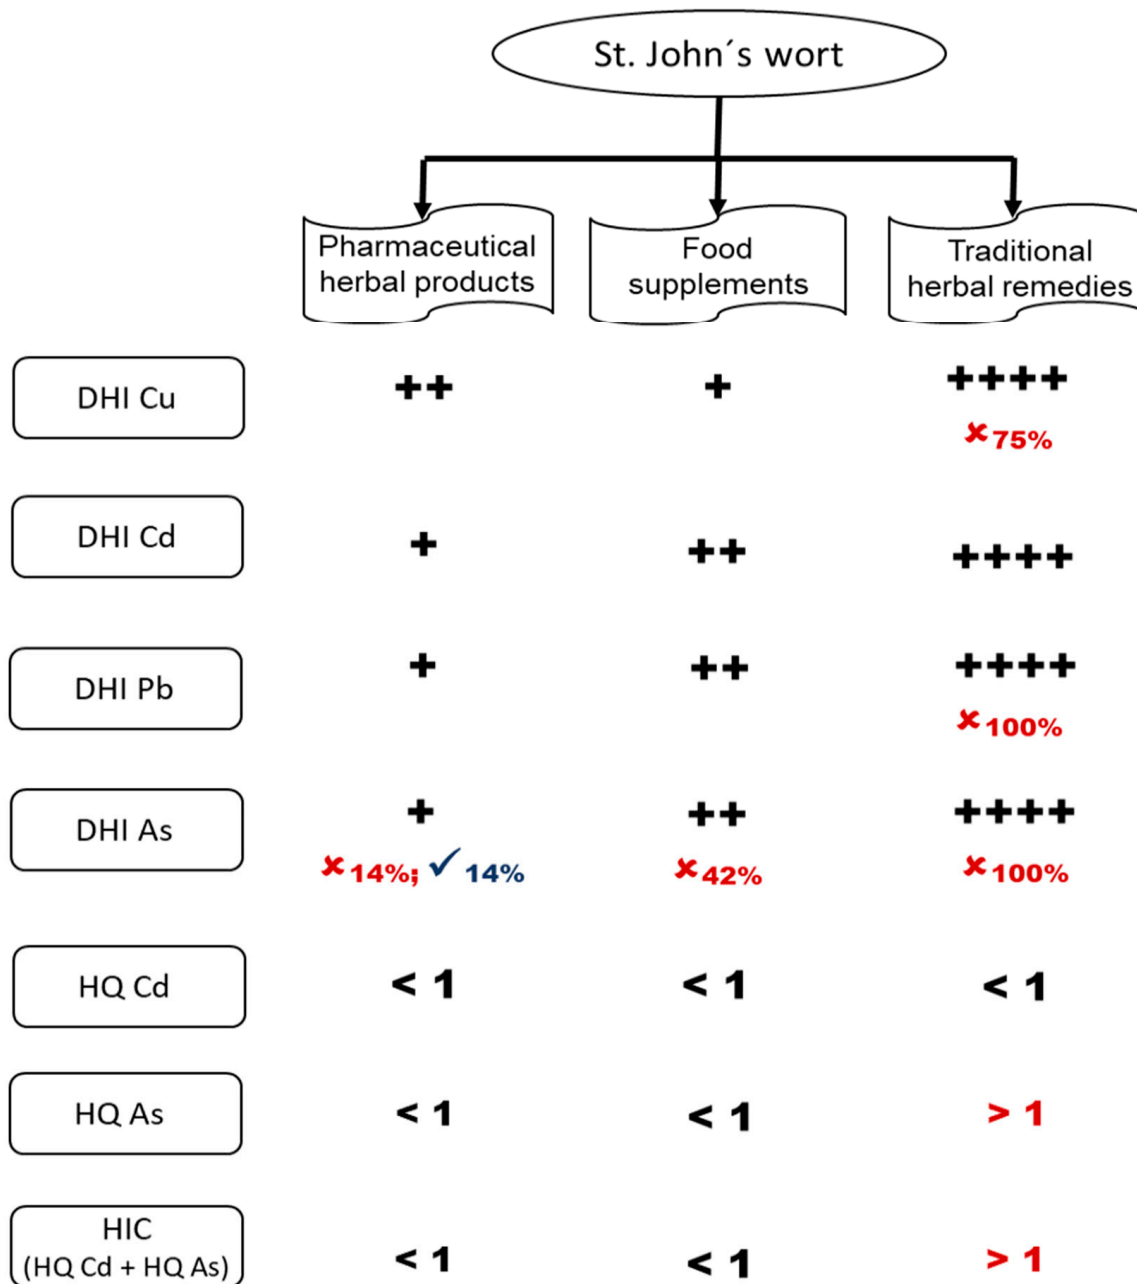 St. John´s wort
Pharmaceutical
herbal products
Food
supplements
Traditional
herbal remedies
DHI Cu
++
+
++++
✘75%
DHI Cd
+
++
++++
DHI Pb
+
++
++++
✘100%
DHI As
+
++
++++
✘14%; ✓ 14%
✘42%
✘100%
HQ Cd
< 1
< 1
< 1
HQ As
< 1
< 1
> 1
HIC
(HQ Cd + HQ As)
< 1
< 1
> 1